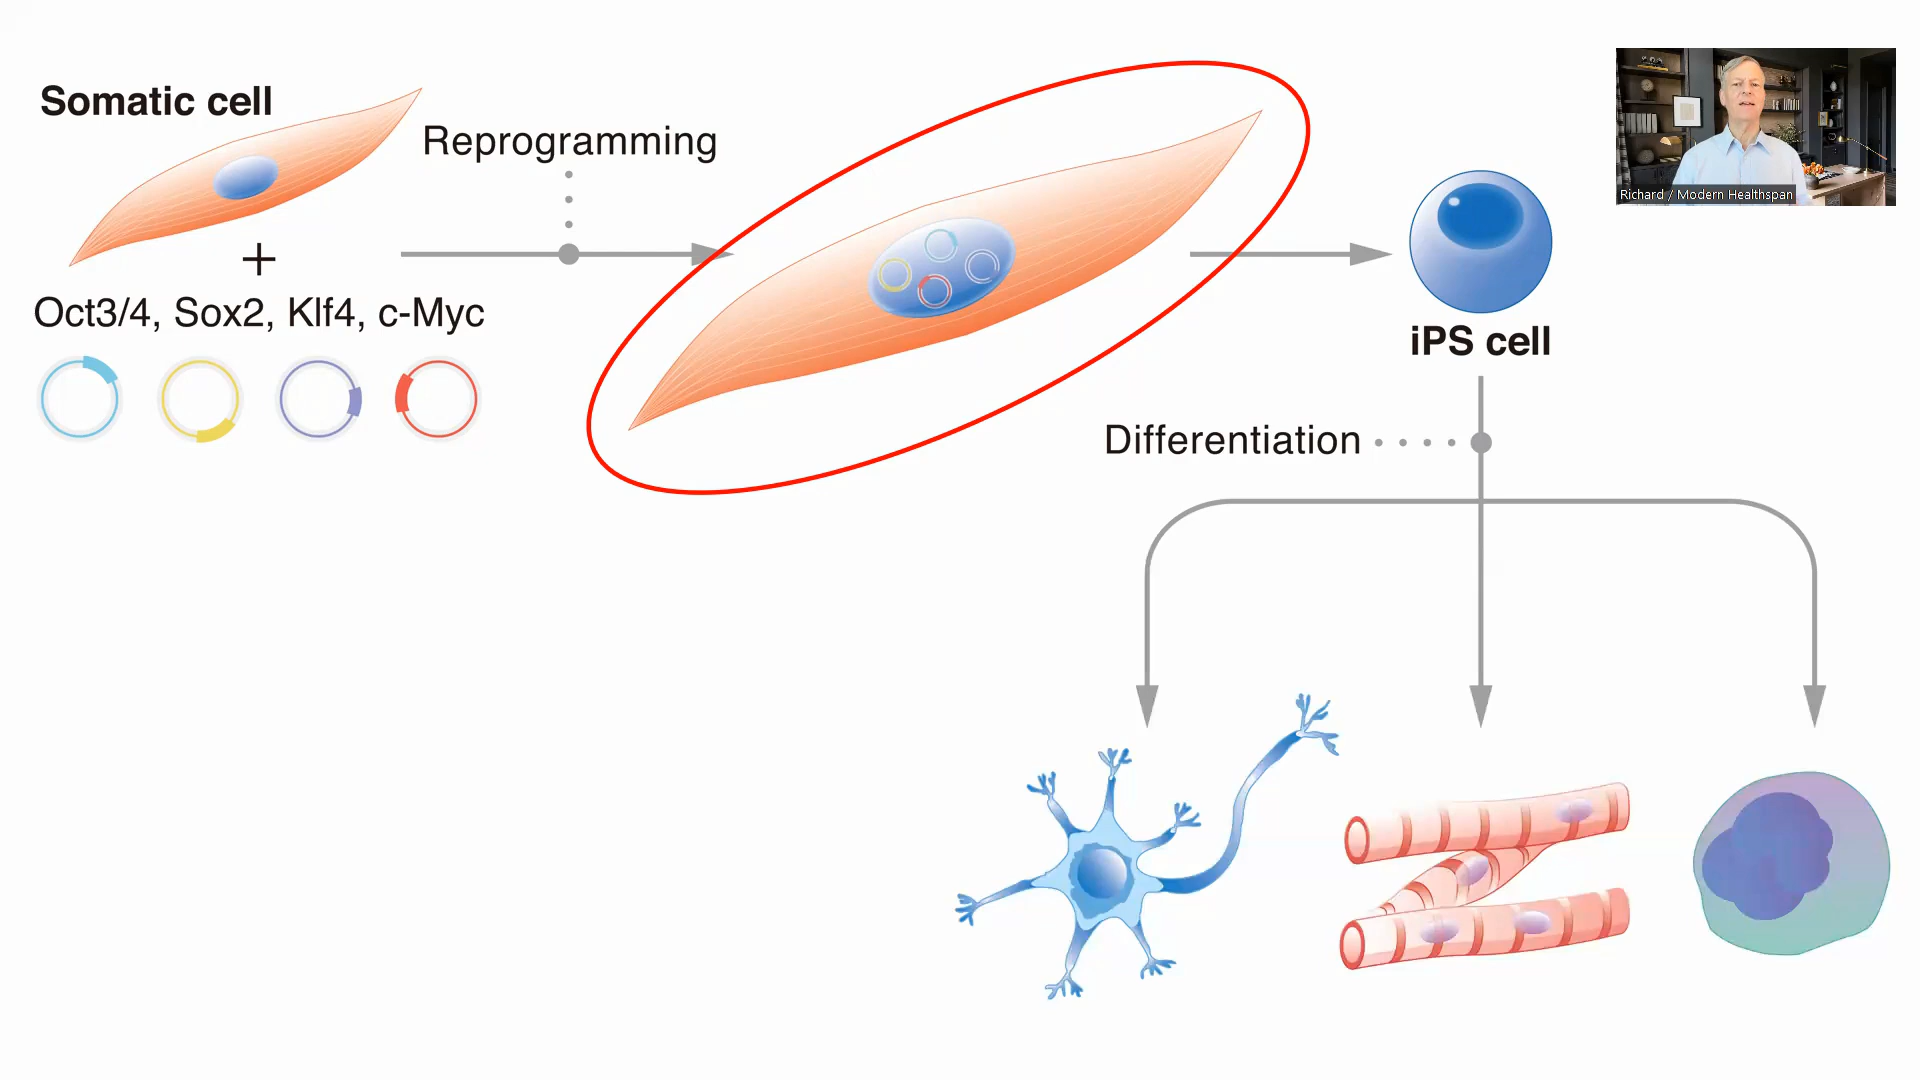 Somatic cell
Reprogramming
Oct3/4, Sox2, Klf4, c-Myc
iPS cell
Differentiation
Richard / Modern Healthspan